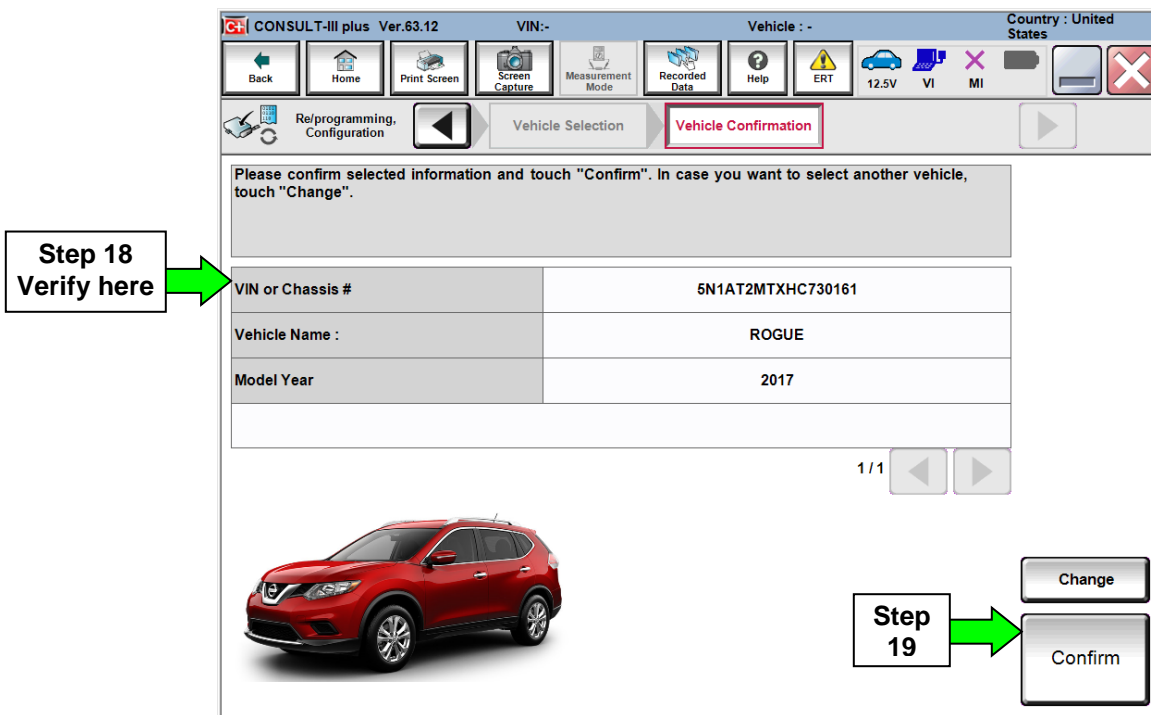 CONSULT-III plus Ver.63.12 VIN:- Vehicle : - Country : United
States
Back Home Print Screen Screen
Capture Measurement
Mode Recorded
Data Help ERT 12.5V VI MI
Re/programming,
Configuration Vehicle Selection Vehicle Confirmation
Please confirm selected information and touch "Confirm". In case you want to select another vehicle,
touch "Change".
Step 18
Verify here
VIN or Chassis # 5N1AT2MTXHC730161
Vehicle Name : ROGUE
Model Year 2017
1 / 1
Change
Step
19
Confirm